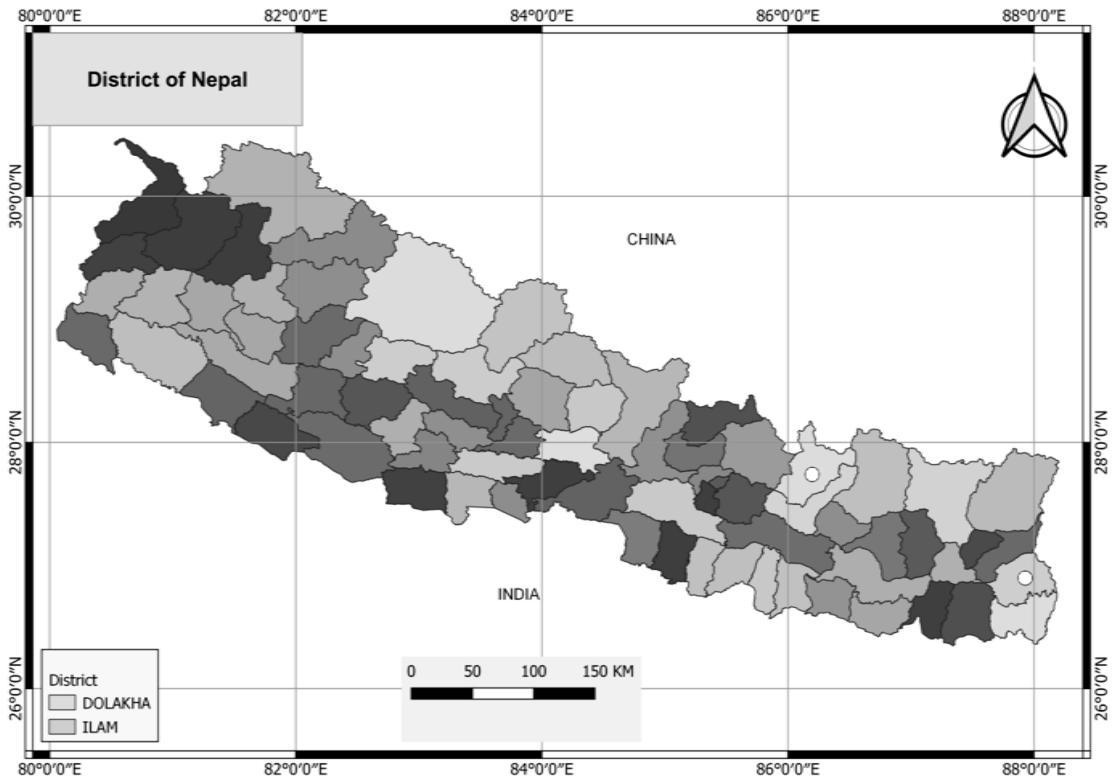 80°0'0"E 82°0'0"E 84°0'0"E 86°0'0"E 88°0'0"E
District of Nepal
30°0'0"N 30°0'0"N
CHINA
28°0'0"N 28°0'0"N
INDIA
0 50 100 150 KM
District
DOLAKHA
ILAM
26°0'0"N 26°0'0"N
80°0'0"E 82°0'0"E 84°0'0"E 86°0'0"E 88°0'0"E